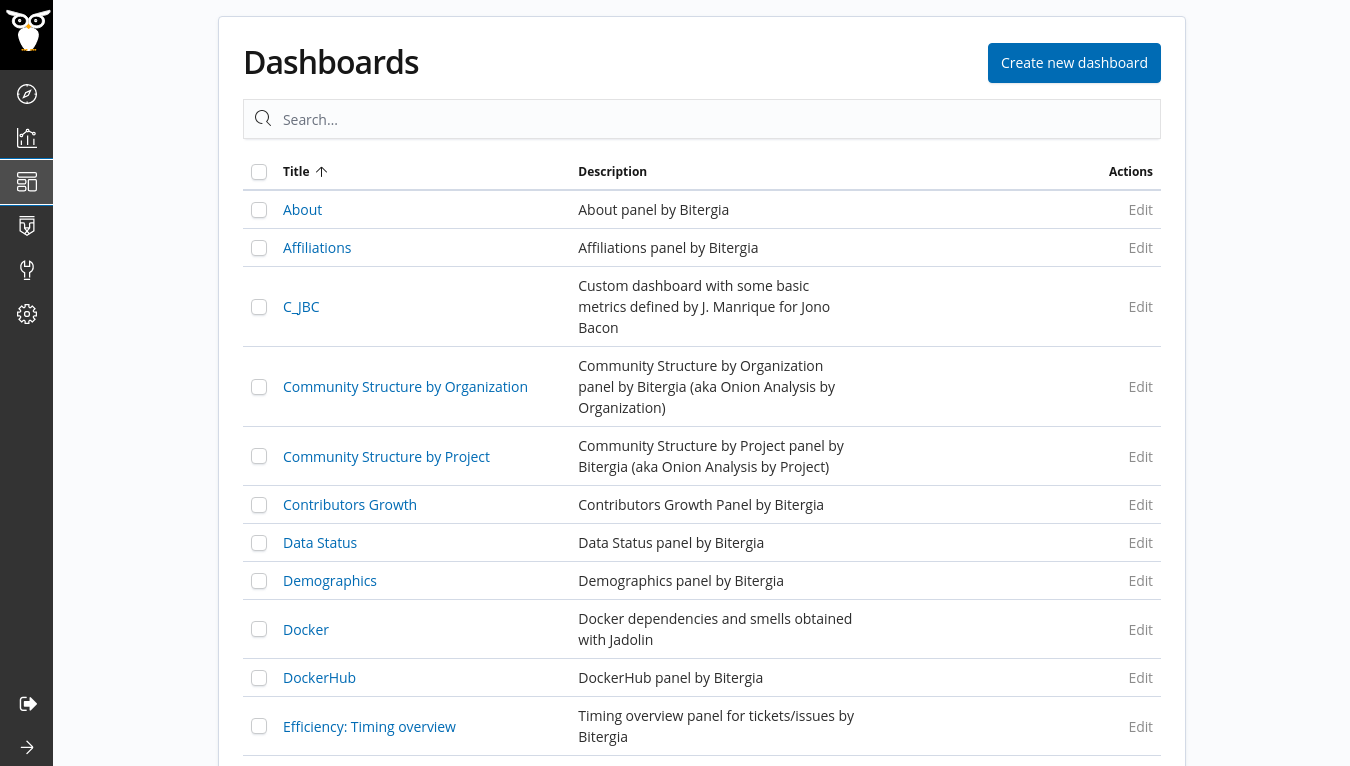 Dashboards
Create new dashboard
Search...
Title Description Actions
About About panel by Bitergia Edit
Affiliations Affiliations panel by Bitergia Edit
Custom dashboard with some basic
C_JBC metrics defined by J. Manrique for Jono Edit
Bacon
Community Structure by Organization
Community Structure by Organization panel by Bitergia (aka Onion Analysis by Edit
Organization)
Community Structure by Project Community Structure by Project panel by Edit
Bitergia (aka Onion Analysis by Project)
Contributors Growth Contributors Growth Panel by Bitergia Edit
Data Status Data Status panel by Bitergia Edit
Demographics Demographics panel by Bitergia Edit
Docker Docker dependencies and smells obtained Edit
with Jadolin
DockerHub DockerHub panel by Bitergia Edit
Efficiency: Timing overview Timing overview panel for tickets/issues by Edit
Bitergia